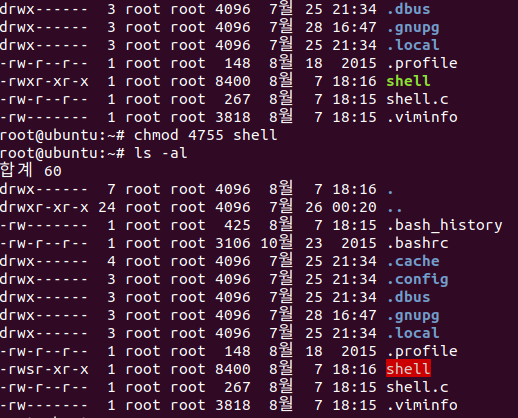 drwx------  3 root root 4096  7월 25 21:34 .dbus
drwx------  3 root root 4096  7월 28 16:47 .gnupg
drwx------  3 root root 4096  7월 25 21:34 .local
-rw-r--r--  1 root root  148  8월 18  2015 .profile
-rwxr-xr-x  1 root root 8400  8월  7 18:16 shell
-rw-r--r--  1 root root  267  8월  7 18:15 shell.c
-rw-------  1 root root 3818  8월  7 18:15 .viminfo
root@ubuntu:~# chmod 4755 shell
root@ubuntu:~# ls -al
합계 60
drwx------  7 root root 4096  8월  7 18:16 .
drwxr-xr-x 24 root root 4096  7월 26 00:20 ..
-rw-------  1 root root  425  8월  7 18:15 .bash_history
-rw-r--r--  1 root root 3106 10월 23  2015 .bashrc
drwx------  4 root root 4096  7월 25 21:34 .cache
drwx------  3 root root 4096  7월 25 21:34 .config
drwx------  3 root root 4096  7월 25 21:34 .dbus
drwx------  3 root root 4096  7월 28 16:47 .gnupg
drwx------  3 root root 4096  7월 25 21:34 .local
-rw-r--r--  1 root root  148  8월 18  2015 .profile
-rwsr-xr-x  1 root root 8400  8월  7 18:16 shell
-rw-r--r--  1 root root  267  8월  7 18:15 shell.c
-rw-------  1 root root 3818  8월  7 18:15 .viminfo